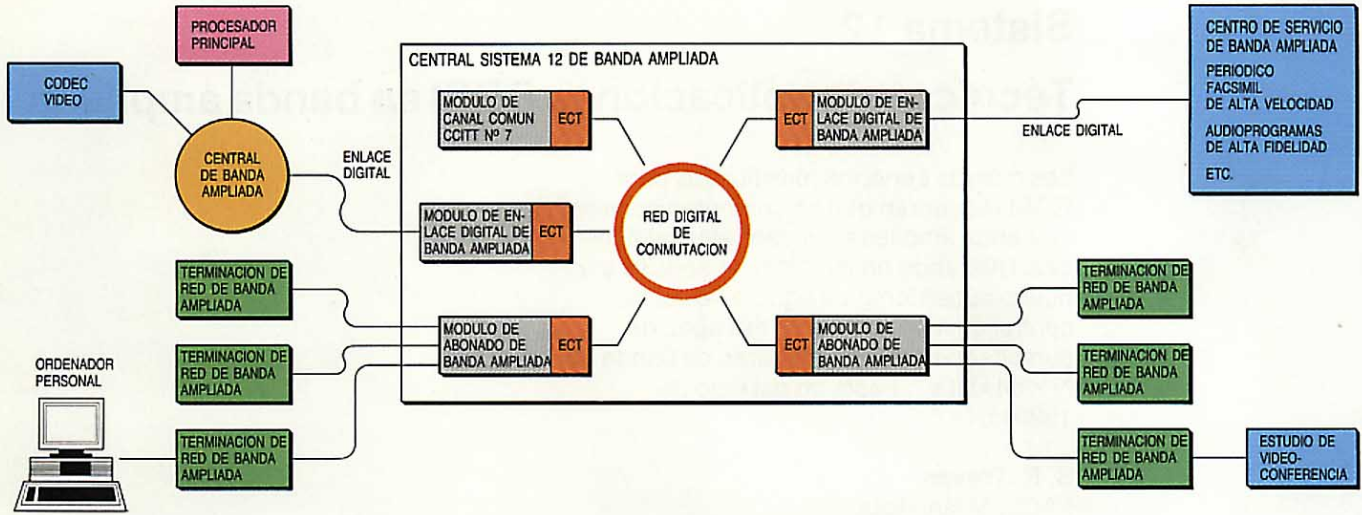 PROCESADOR
PRINCIPAL
CODEC
VIDEO
CENTRAL
DE BANDA
AMPLIADA
ENLACE
DIGITAL
CENTRAL SISTEMA 12 DE BANDA AMPLIADA
MODULO DE
CANAL COMUN
CCITT Nº 7
ECT
MODULO DE EN-
LACE DIGITAL DE
BANDA AMPLIADA
ECT
MODULO DE
ABONADO DE
BANDA AMPLIADA
ECT
RED DIGITAL
DE
CONMUTACION
ECT
MODULO DE EN-
LACE DIGITAL DE
BANDA AMPLIADA
ECT
MODULO DE
ABONADO DE
BANDA AMPLIADA
ENLACE DIGITAL
CENTRO DE SERVICIO
DE BANDA AMPLIADA
PERIODICO
FACSIMIL
DE ALTA VELOCIDAD
AUDIOPROGRAMAS
DE ALTA FIDELIDAD
ETC.
TERMINACION DE
RED DE BANDA
AMPLIADA
TERMINACION DE
RED DE BANDA
AMPLIADA
TERMINACION DE
RED DE BANDA
AMPLIADA
ORDENADOR
PERSONAL
TERMINACION DE
RED DE BANDA
AMPLIADA
TERMINACION DE
RED DE BANDA
AMPLIADA
TERMINACION DE
RED DE BANDA
AMPLIADA
ESTUDIO DE
VIDEO-
CONFERENCIA